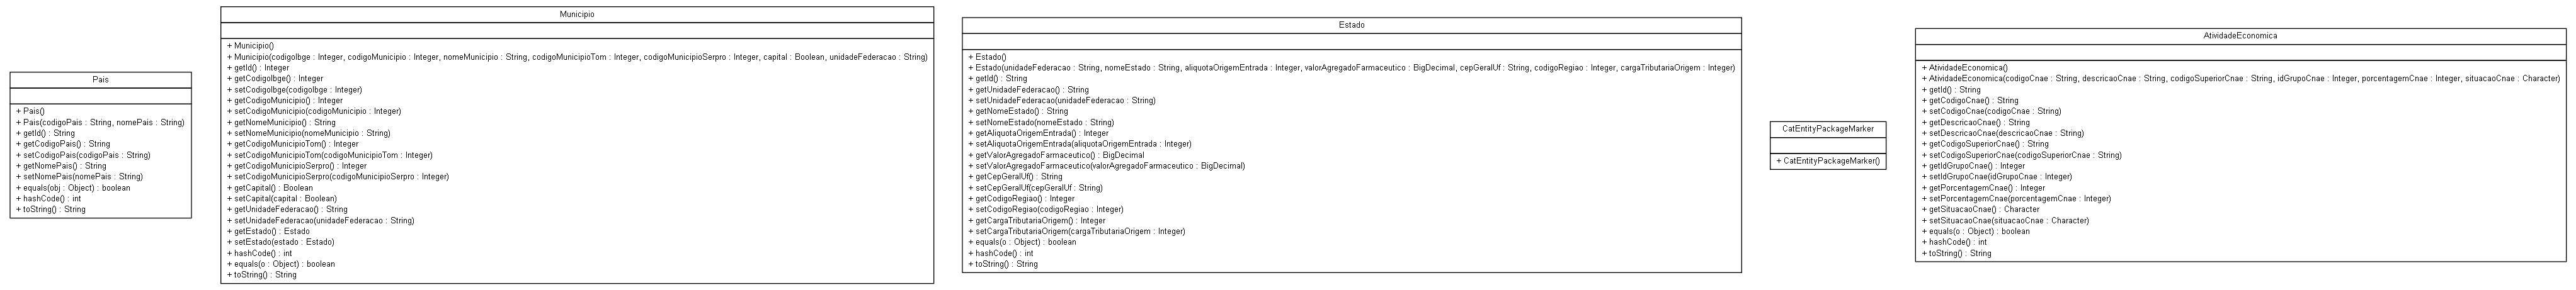 Pais
+ Pais()
+ Pais(codigoPais : String, nomePais : String)
+ getId() : String
+ getCodigoPais() : String
+ setCodigoPais(codigoPais : String)
+ getNomePais() : String
+ setNomePais(nomePais : String)
+ equals(obj : Object) : boolean
+ hashCode() : int
+ toString() : String
Municipio
+ Municipio()
+ Municipio(codigoIbge : Integer, codigoMunicipio : Integer, nomeMunicipio : String, codigoMunicipioTom : Integer, codigoMunicipioSerpro : Integer, capital : Boolean, unidadeFederacao : String)
+ getId() : Integer
+ getCodigoIbge() : Integer
+ setCodigoIbge(codigoIbge : Integer)
+ getCodigoMunicipio() : Integer
+ setCodigoMunicipio(codigoMunicipio : Integer)
+ getNomeMunicipio() : String
+ setNomeMunicipio(nomeMunicipio : String)
+ getCodigoMunicipioTom() : Integer
+ setCodigoMunicipioTom(codigoMunicipioTom : Integer)
+ getCodigoMunicipioSerpro() : Integer
+ setCodigoMunicipioSerpro(codigoMunicipioSerpro : Integer)
+ getCapital() : Boolean
+ setCapital(capital : Boolean)
+ getUnidadeFederacao() : String
+ setUnidadeFederacao(unidadeFederacao : String)
+ getEstado() : Estado
+ setEstado(estado : Estado)
+ hashCode() : int
+ equals(o : Object) : boolean
+ toString() : String
Estado
+ Estado()
+ Estado(unidadeFederacao : String, nomeEstado : String, aliquotaOrigemEntrada : Integer, valorAgregadoFarmaceutico : BigDecimal, cepGeralUf : String, codigoRegiao : Integer, cargaTributariaOrigem : Integer)
+ getId() : String
+ getUnidadeFederacao() : String
+ setUnidadeFederacao(unidadeFederacao : String)
+ getNomeEstado() : String
+ setNomeEstado(nomeEstado : String)
+ getAliquotaOrigemEntrada() : Integer
+ setAliquotaOrigemEntrada(aliquotaOrigemEntrada : Integer)
+ getValorAgregadoFarmaceutico() : BigDecimal
+ setValorAgregadoFarmaceutico(valorAgregadoFarmaceutico : BigDecimal)
+ getCepGeralUf() : String
+ setCepGeralUf(cepGeralUf : String)
+ getCodigoRegiao() : Integer
+ setCodigoRegiao(codigoRegiao : Integer)
+ getCargaTributariaOrigem() : Integer
+ setCargaTributariaOrigem(cargaTributariaOrigem : Integer)
+ equals(o : Object) : boolean
+ hashCode() : int
+ toString() : String
CatEntityPackageMarker
+ CatEntityPackageMarker()
AtividadeEconomica
+ AtividadeEconomica()
+ AtividadeEconomica(codigoCnae : String, descricaoCnae : String, codigoSuperiorCnae : String, idGrupoCnae : Integer, porcentagemCnae : Integer, situacaoCnae : Character)
+ getId() : String
+ getCodigoCnae() : String
+ setCodigoCnae(codigoCnae : String)
+ getDescricaoCnae() : String
+ setDescricaoCnae(descricaoCnae : String)
+ getCodigoSuperiorCnae() : String
+ setCodigoSuperiorCnae(codigoSuperiorCnae : String)
+ getIdGrupoCnae() : Integer
+ setIdGrupoCnae(idGrupoCnae : Integer)
+ getPorcentagemCnae() : Integer
+ setPorcentagemCnae(porcentagemCnae : Integer)
+ getSituacaoCnae() : Character
+ setSituacaoCnae(situacaoCnae : Character)
+ equals(o : Object) : boolean
+ hashCode() : int
+ toString() : String